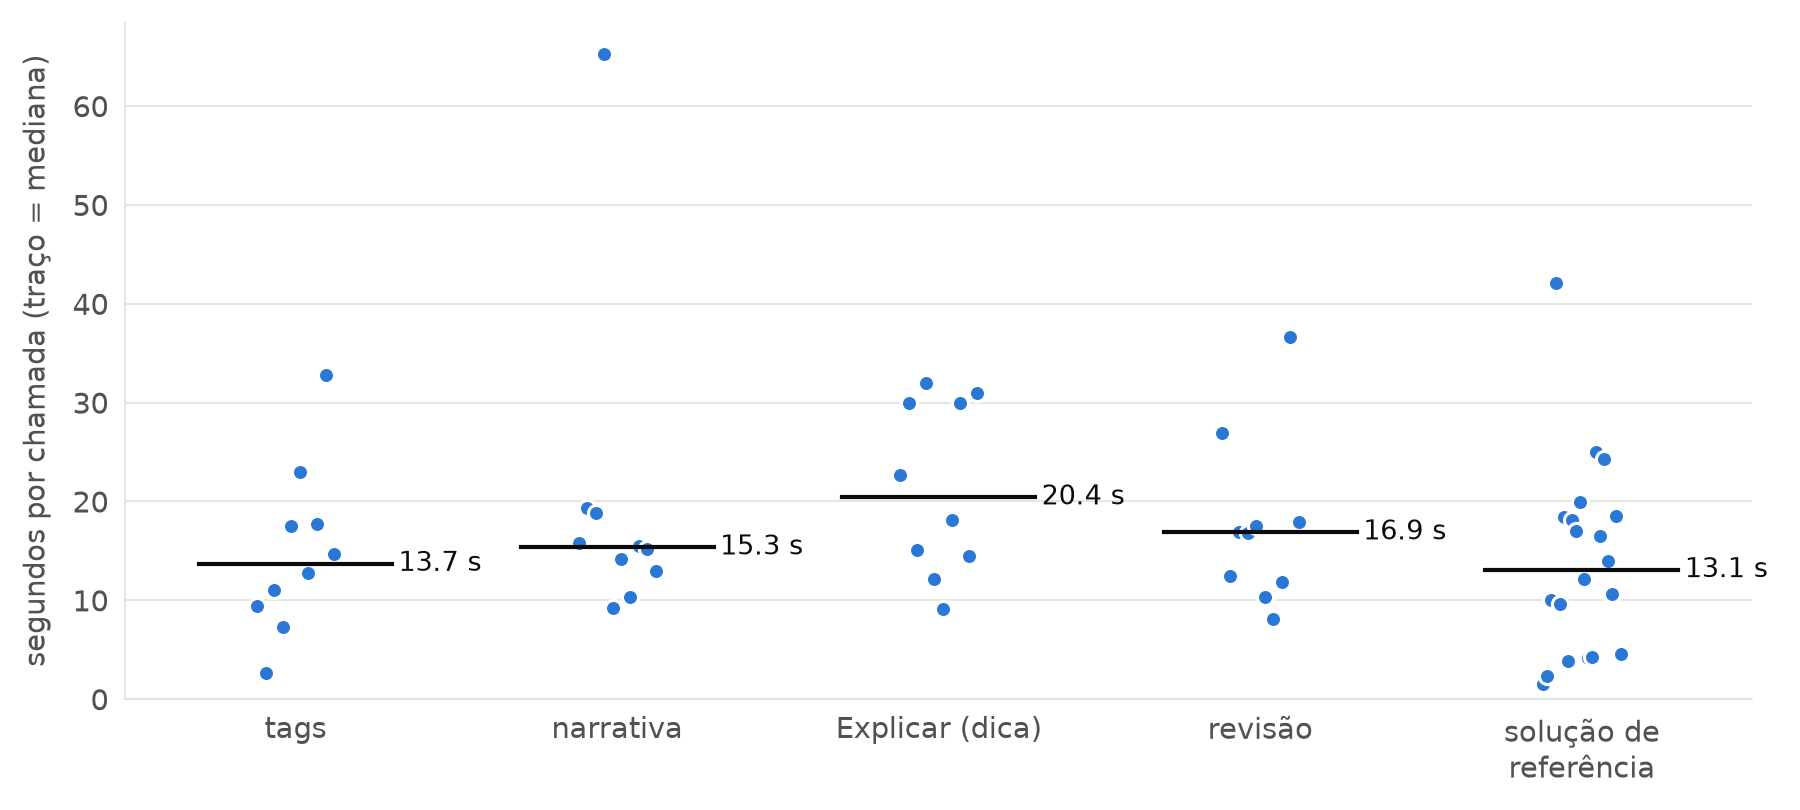 segundos por chamada (traço = mediana)
60
50
40
30
20
10
0
13.7 s
15.3 s
20.4 s
16.9 s
13.1 s
tags
narrativa
Explicar (dica)
revisão
solução de
referência